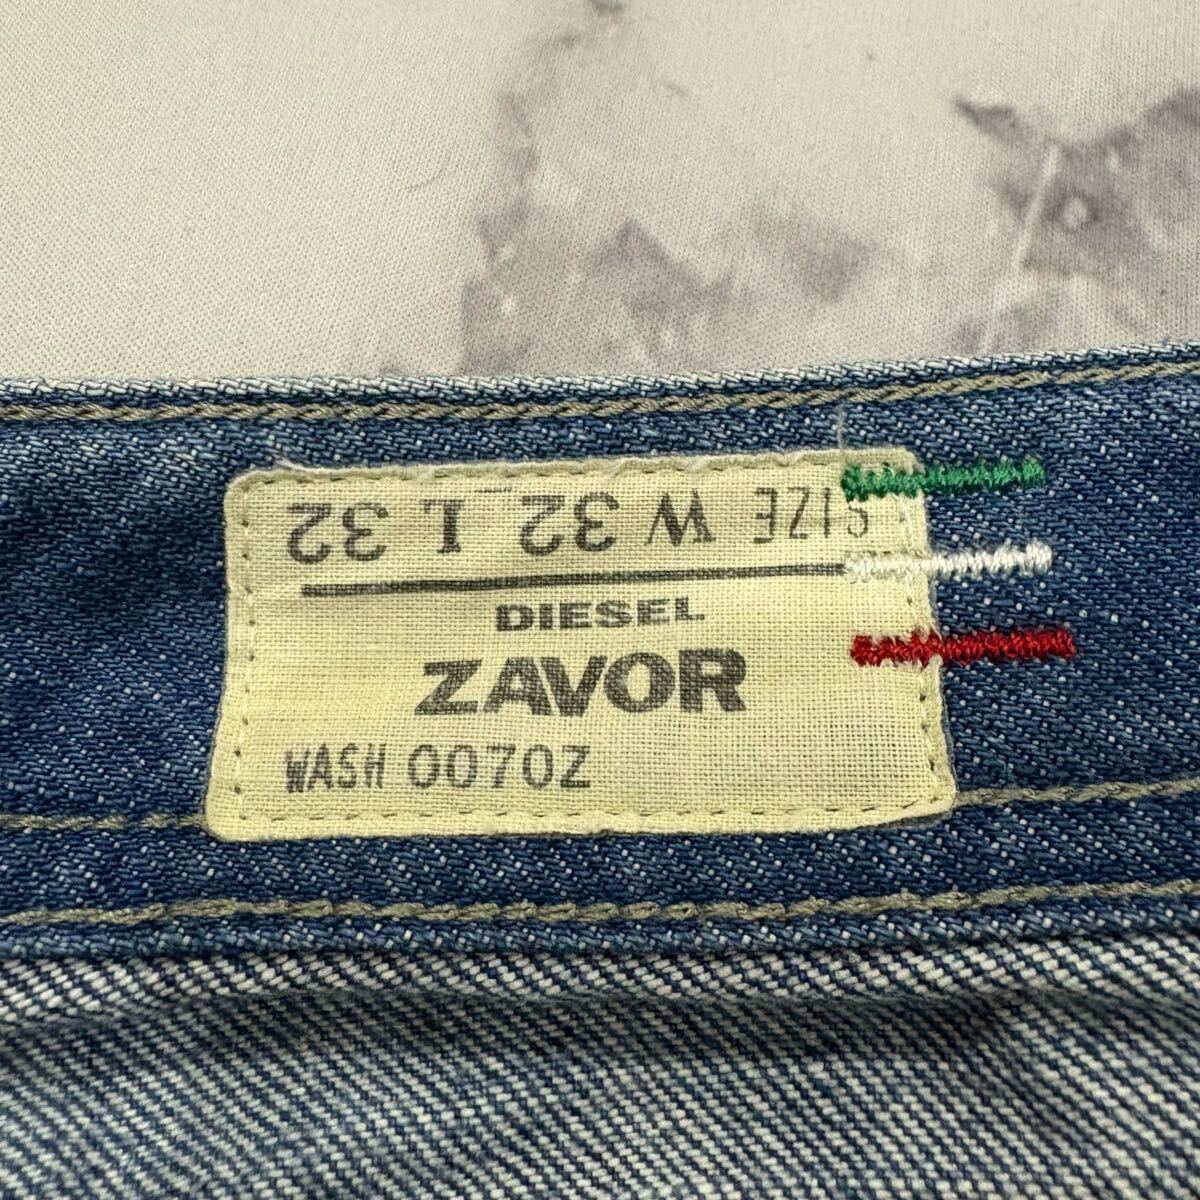 SIZE W 32 L 32
DIESEL
ZAVOR
WASH 0070Z